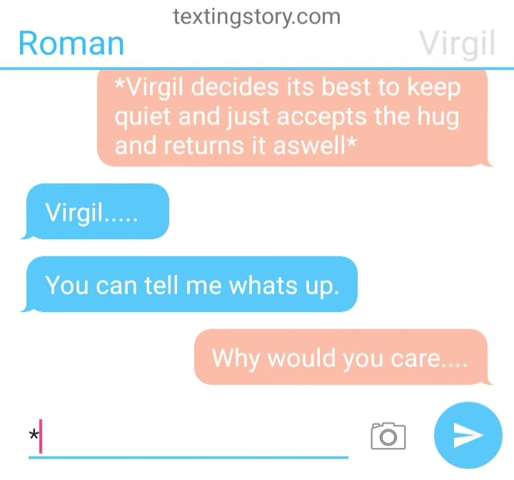 textingstory.com
Roman
Virgil
*Virgil decides its best to keep
quiet and just accepts the hug
and returns it aswell*
Virgil.....
You can tell me whats up.
Why would you care....
*